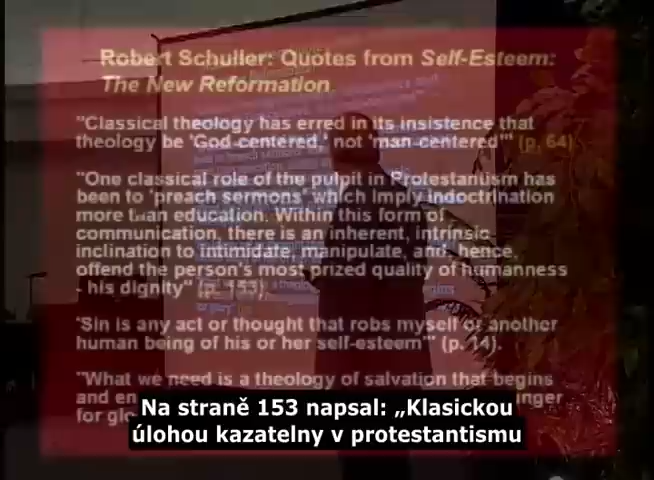 Robert Schuller: Quotes from Self-Esteem:
The New Reformation
"Classical theology has erred in its insistence that
theology be 'God-centered,' not 'man-centered'" (p. 64)
"One classical role of the pulpit in Protestantism has
been to 'preach sermons' which imply indoctrination
more than education. Within this form of
communication, there is an inherent, intrinsic
inclination to intimidate, manipulate, and, hence,
offend the person's most prized quality of humanness
- his dignity" (p. 153).
"Sin is any act or thought that robs myself or another
human being of his or her self-esteem" (p. 14).
"What we need is a theology of salvation that begins
and en
for glo
Na straně 153 napsal: „Klasickou
úlohou kazatelny v protestantismu